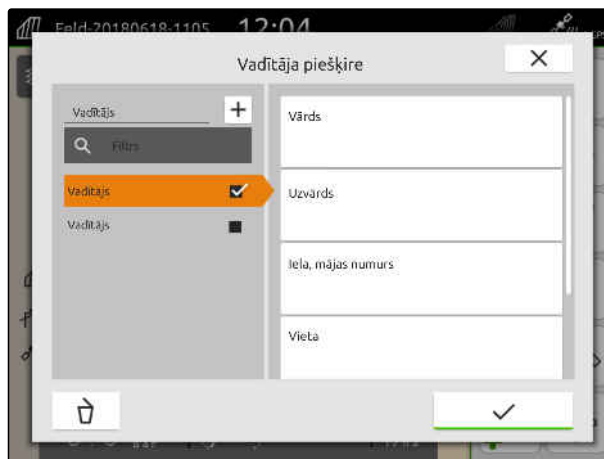 Feld-20180618-1105 12:04
Vadītāja piešķire
Vadītājs
Filtrs
Vadītājs
Vadītājs
Vārds
Uzvārds
Iela, mājas numurs
Vieta